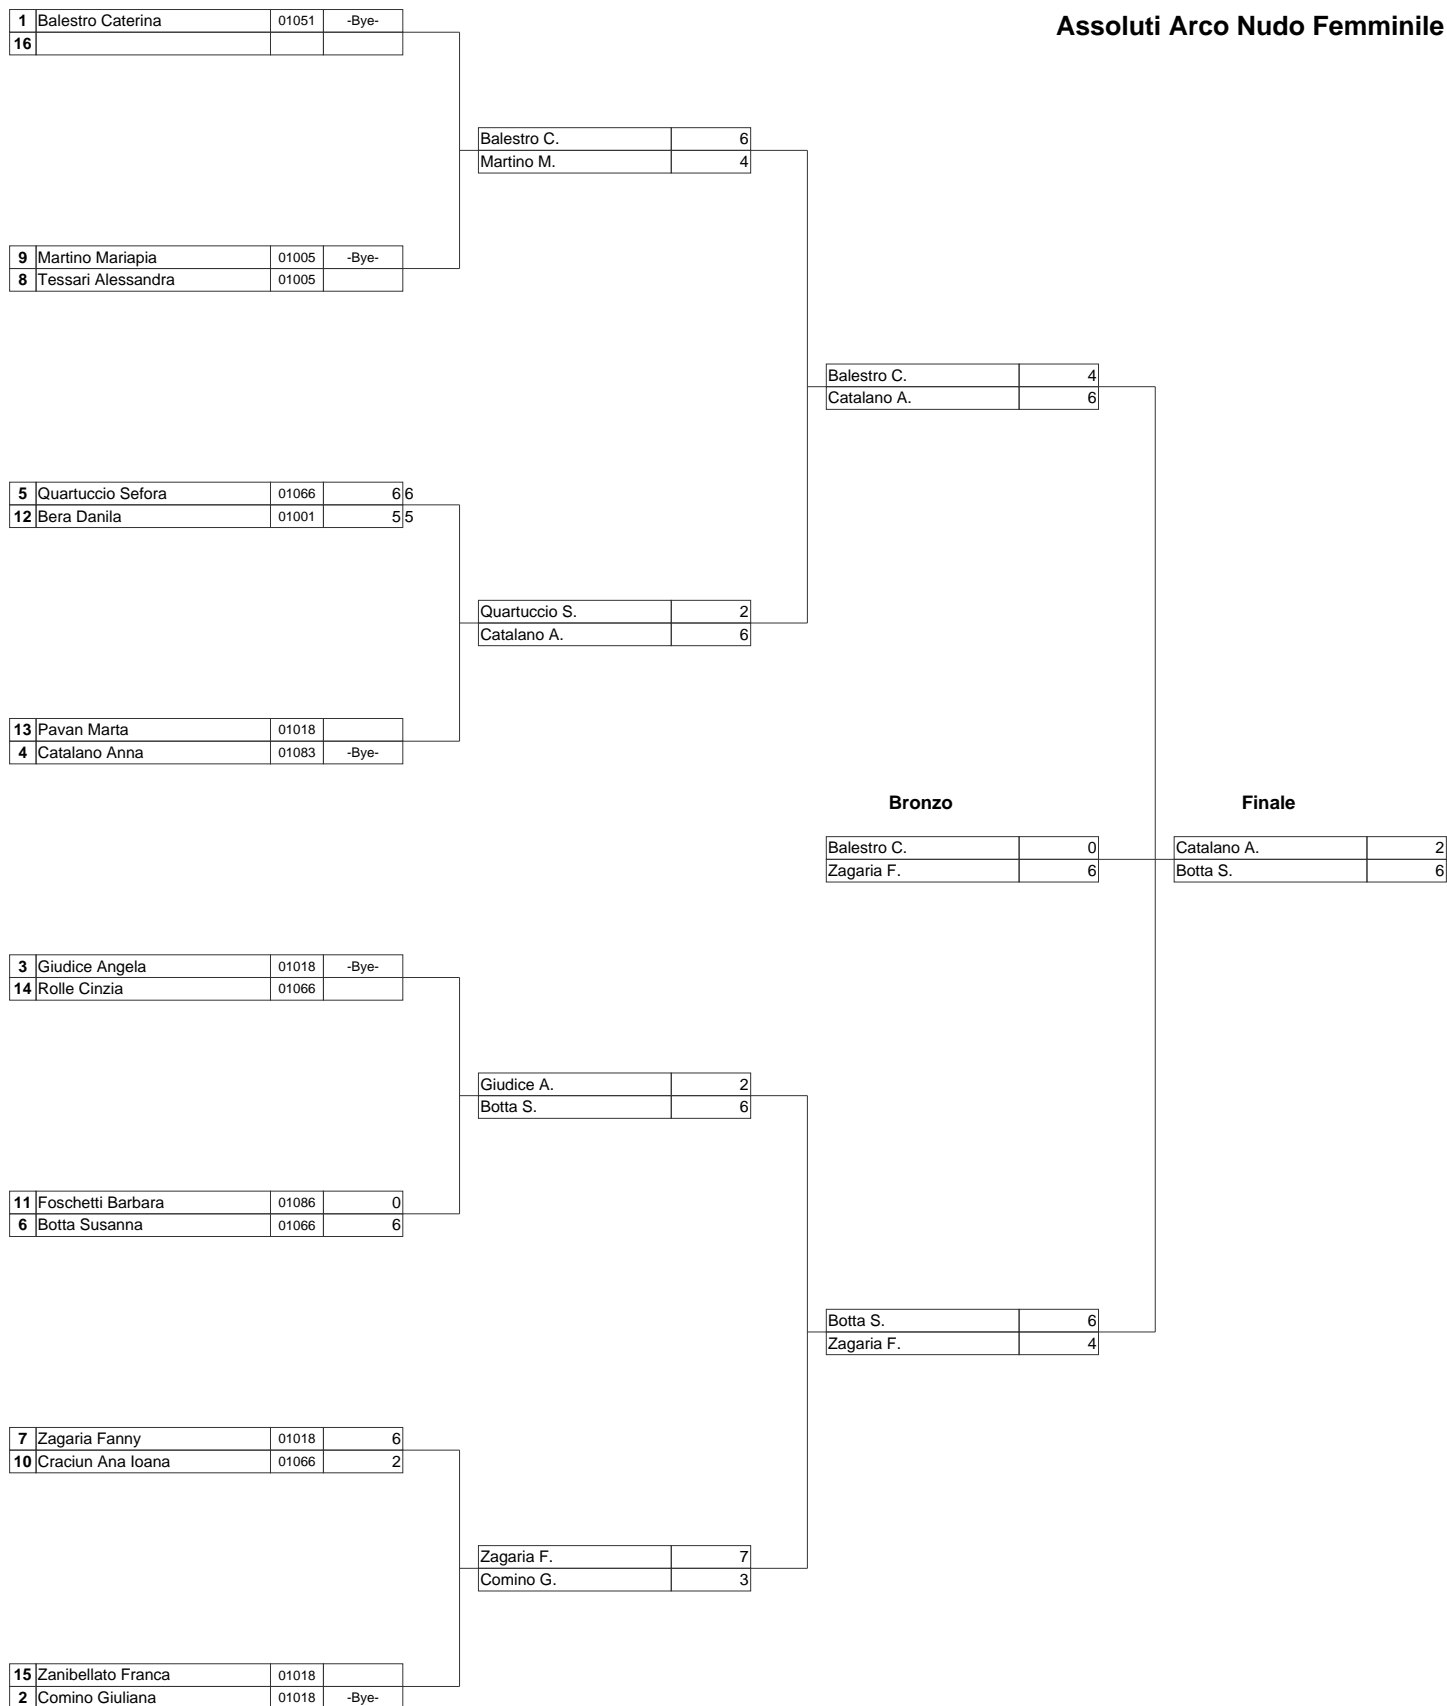 Assoluti Arco Nudo Femminile
1 Balestro Caterina 01051 -Bye-
16
Balestro C. 6
Martino M. 4
9 Martino Mariapia 01005 -Bye-
8 Tessari Alessandra 01005
Balestro C. 4
Catalano A. 6
5 Quartuccio Sefora 01066 6 6
12 Bera Danila 01001 5 5
Quartuccio S. 2
Catalano A. 6
13 Pavan Marta 01018
4 Catalano Anna 01083 -Bye-
Bronzo Finale
Balestro C. 0 Catalano A. 2
Zagaria F. 6 Botta S. 6
3 Giudice Angela 01018 -Bye-
14 Rolle Cinzia 01066
Giudice A. 2
Botta S. 6
11 Foschetti Barbara 01086 0
6 Botta Susanna 01066 6
Botta S. 6
Zagaria F. 4
7 Zagaria Fanny 01018 6
10 Craciun Ana Ioana 01066 2
Zagaria F. 7
Comino G. 3
15 Zanibellato Franca 01018
2 Comino Giuliana 01018 -Bye-